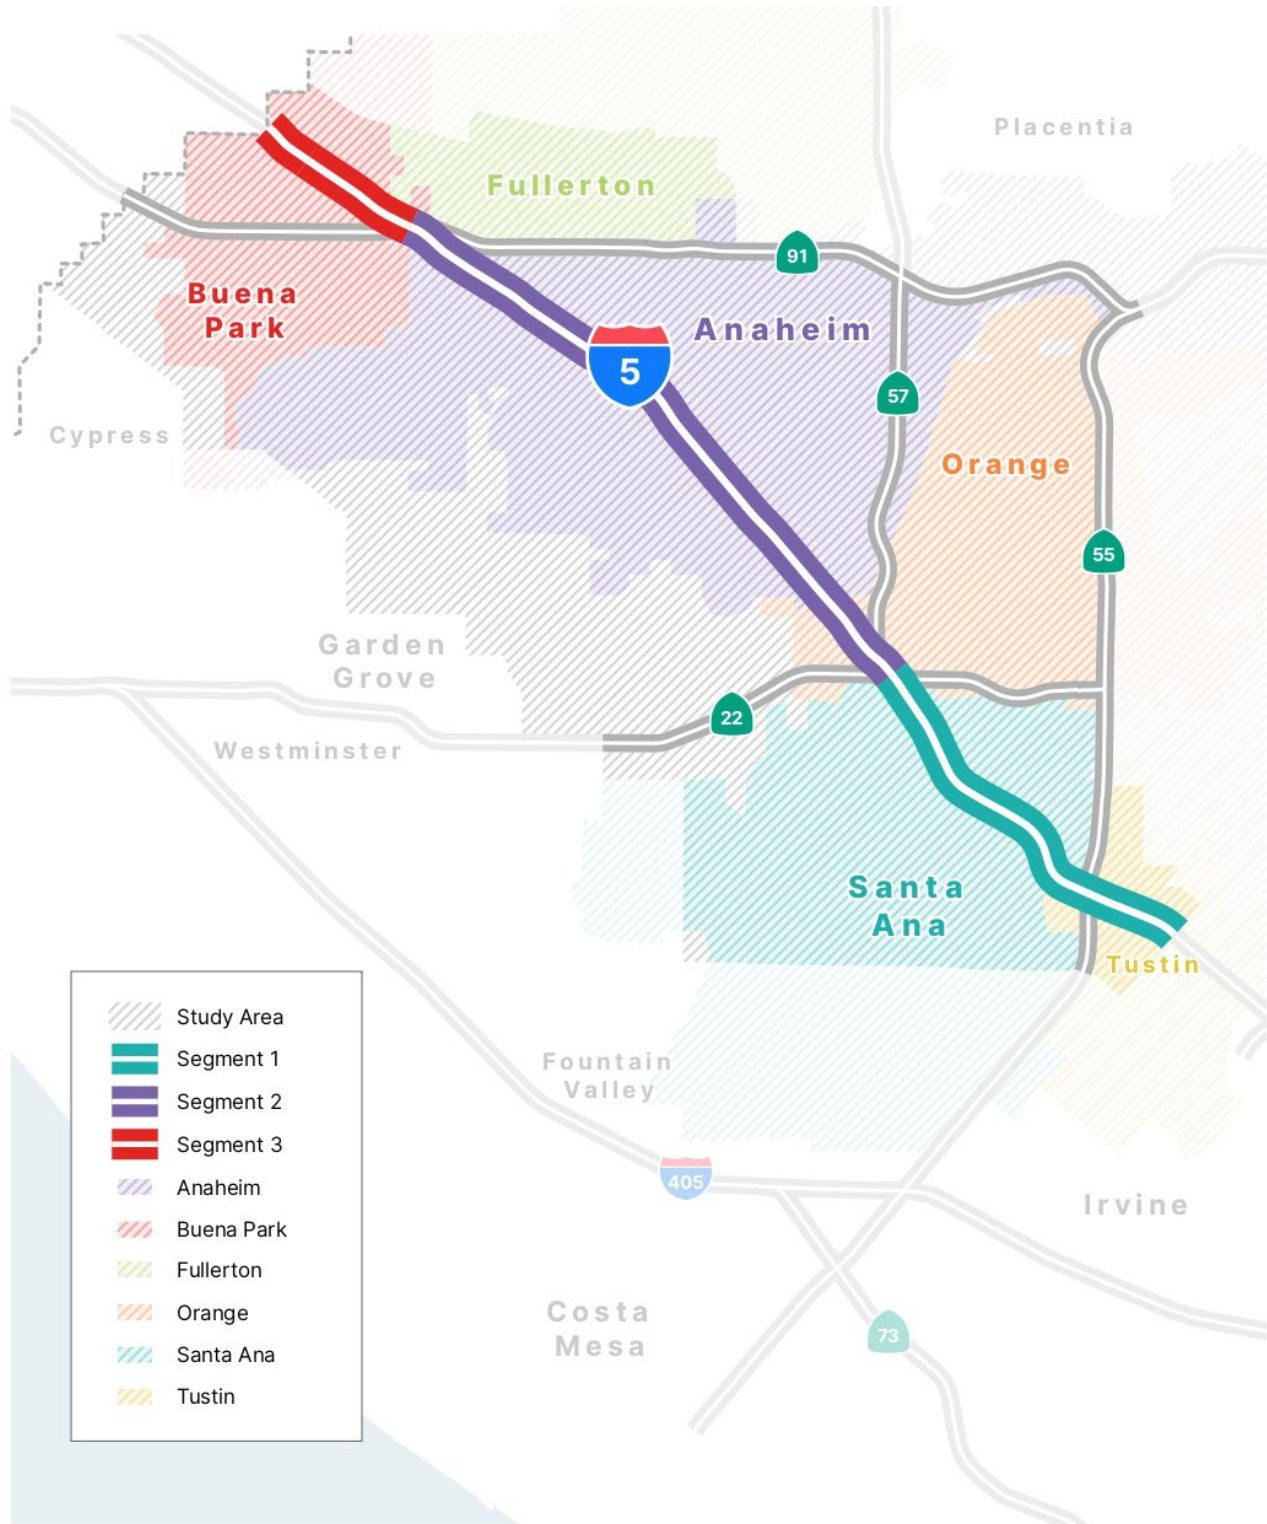 Placentia
Fullerton
91
Buena
Park
Anaheim
5
57
Cypress
Orange
55
Garden
Grove
22
Westminster
Santa
Ana
Tustin
Study Area
Segment 1
Segment 2
Segment 3
Anaheim
Buena Park
Fullerton
Orange
Santa Ana
Tustin
Fountain
Valley
405
Irvine
Costa
Mesa
73